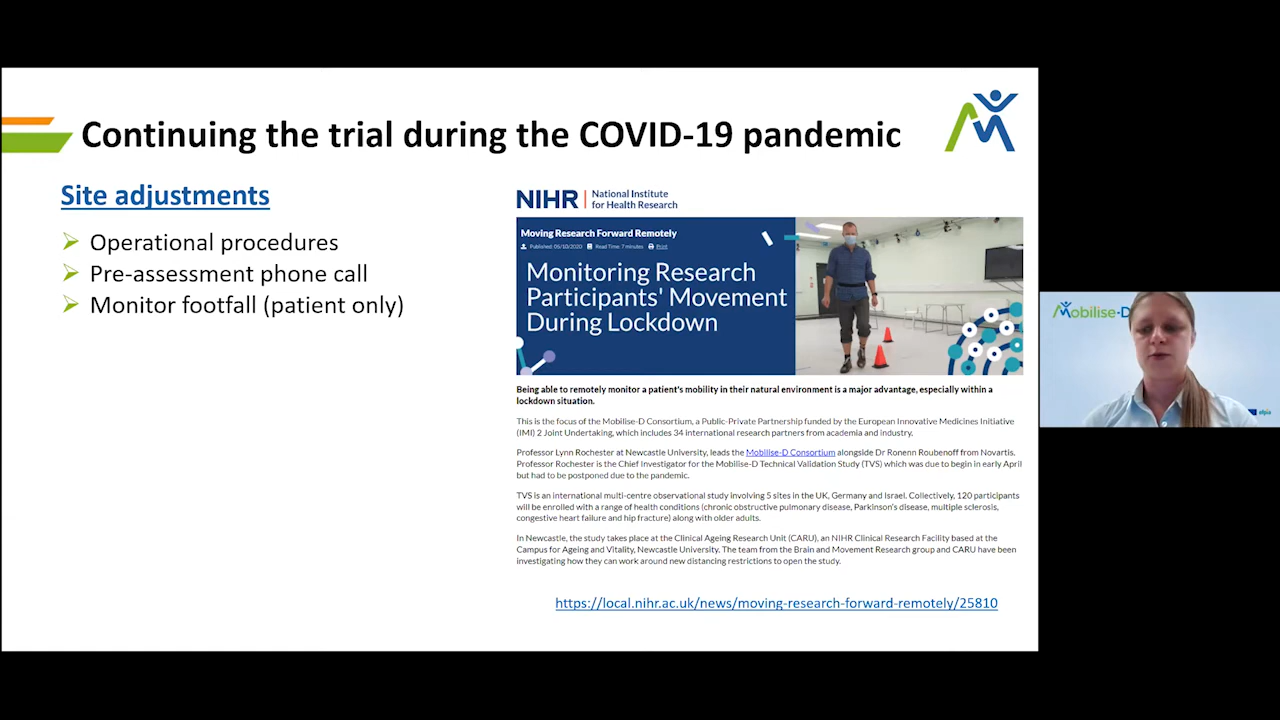 Continuing the trial during the COVID-19 pandemic
Site adjustments
Operational procedures
Pre-assessment phone call
Monitor footfall (patient only)
NIHR | National Institute
for Health Research
Moving Research Forward Remotely
Published: 05/10/2020 Read Time: 7 minutes Print
Monitoring Research
Participants' Movement
During Lockdown
Being able to remotely monitor a patient's mobility in their natural environment is a major advantage, especially within a
lockdown situation.
This is the focus of the Mobilise-D Consortium, a Public-Private Partnership funded by the European Innovative Medicines Initiative
(IMI) 2 Joint Undertaking, which includes 34 international research partners from academia and industry.
Professor Lynn Rochester at Newcastle University, leads the Mobilise-D Consortium alongside Dr Ronenn Roubenoff from Novartis.
Professor Rochester is the Chief Investigator for the Mobilise-D Technical Validation Study (TVS) which was due to begin in early April
but had to be postponed due to the pandemic.
TVS is an international multi-centre observational study involving 5 sites in the UK, Germany and Israel. Collectively, 120 participants
will be enrolled with a range of health conditions (chronic obstructive pulmonary disease, Parkinson's disease, multiple sclerosis,
congestive heart failure and hip fracture) along with older adults.
In Newcastle, the study takes place at the Clinical Ageing Research Unit (CARU), an NIHR Clinical Research Facility based at the
Campus for Ageing and Vitality, Newcastle University. The team from the Brain and Movement Research group and CARU have been
investigating how they can work around new distancing restrictions to open the study.
https://local.nihr.ac.uk/news/moving-research-forward-remotely/25810
Mobilise-D
efpia